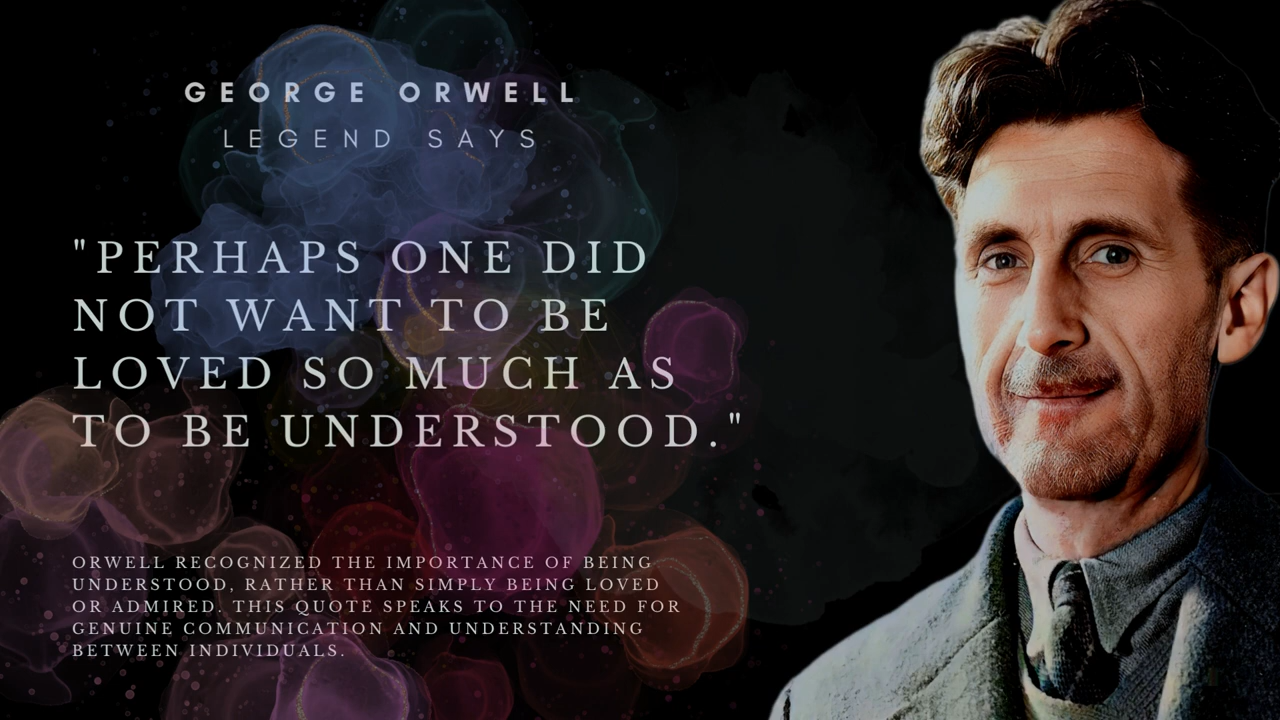 GEORGE ORWELL
LEGEND SAYS
"PERHAPS ONE DID
NOT WANT TO BE
LOVED SO MUCH AS
TO BE UNDERSTOOD."
ORWELL RECOGNIZED THE IMPORTANCE OF BEING
UNDERSTOOD, RATHER THAN SIMPLY BEING LOVED
OR ADMIRED. THIS QUOTE SPEAKS TO THE NEED FOR
GENUINE COMMUNICATION AND UNDERSTANDING
BETWEEN INDIVIDUALS.